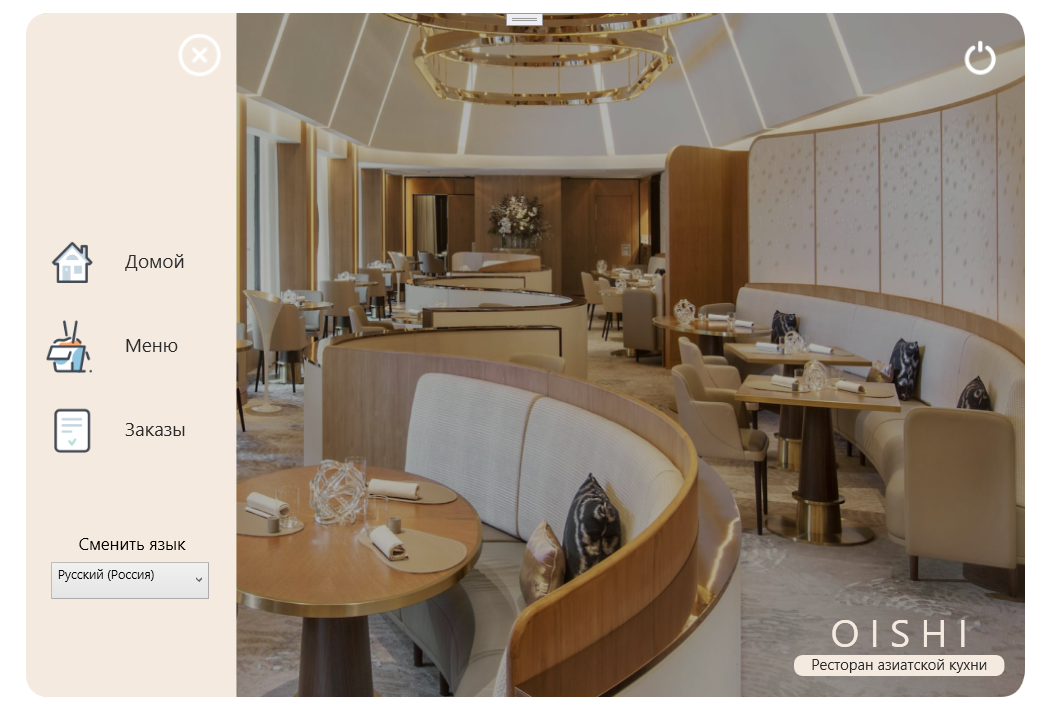 Домой
Меню
Заказы
Сменить язык
Русский (Россия)
OISHI
Ресторан азиатской кухни